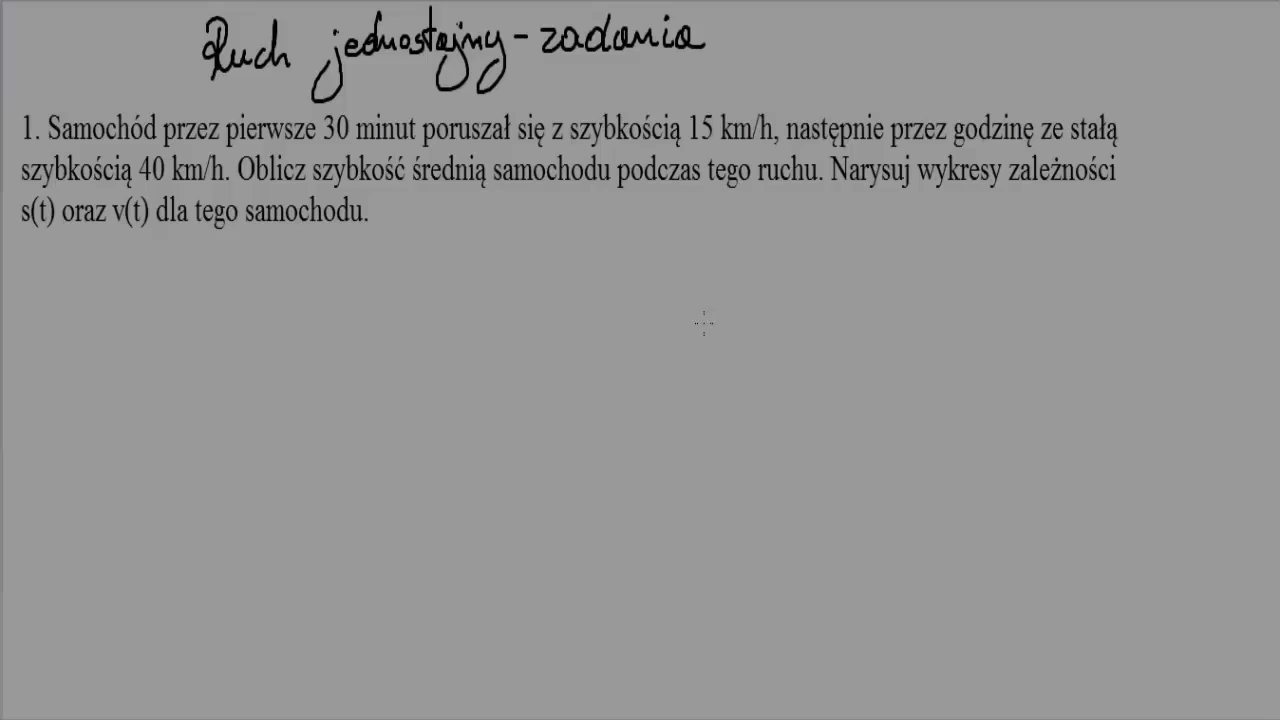 Ruch jednostajny - zadania
1. Samochód przez pierwsze 30 minut poruszał się z szybkością 15 km/h, następnie przez godzinę ze stałą
szybkością 40 km/h. Oblicz szybkość średnią samochodu podczas tego ruchu. Narysuj wykresy zależności
s(t) oraz v(t) dla tego samochodu.